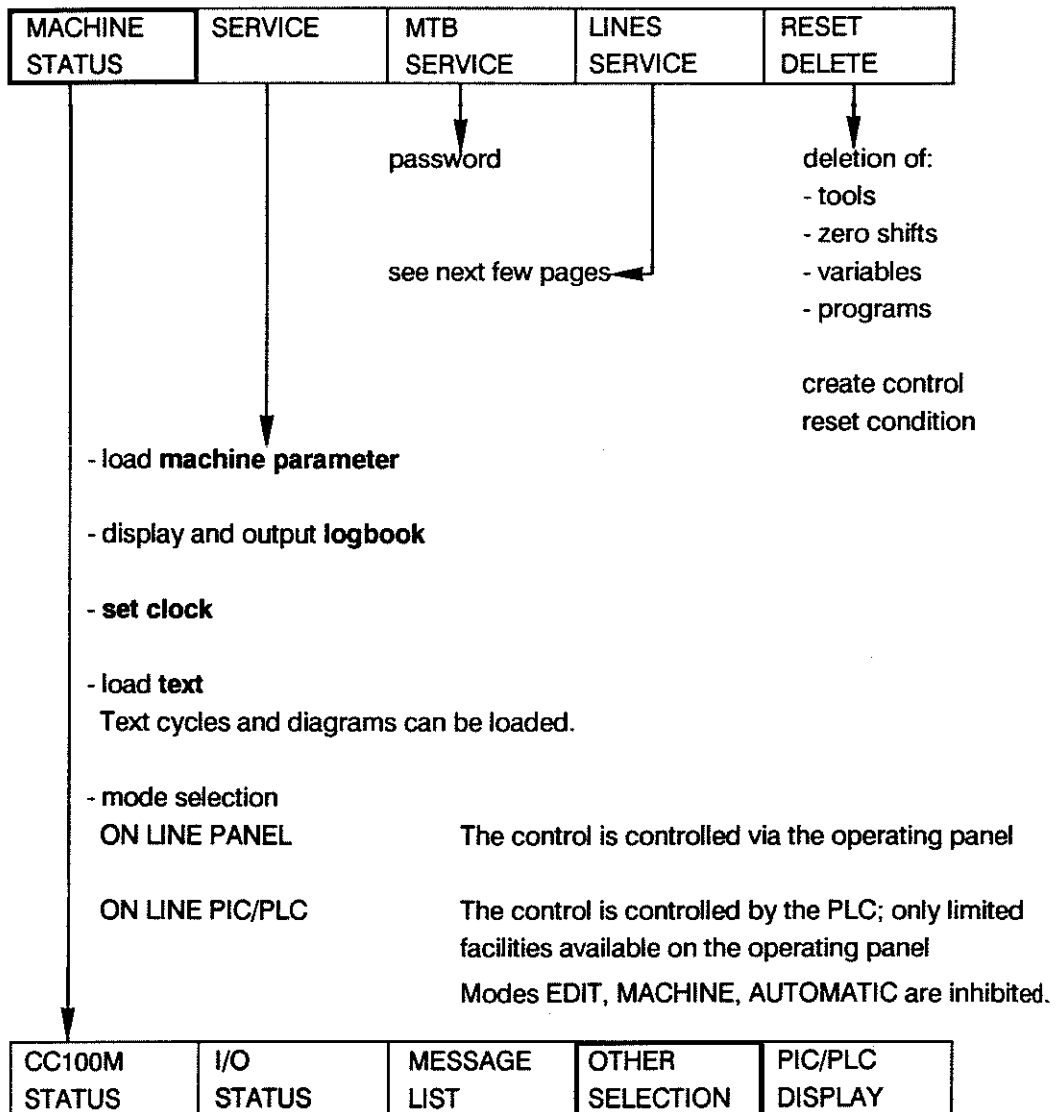 MACHINE STATUS
SERVICE
MTB SERVICE
LINES SERVICE
RESET DELETE
password
deletion of:
- tools
- zero shifts
- variables
- programs
see next few pages
create control
reset condition
- load machine parameter
- display and output logbook
- set clock
- load text
Text cycles and diagrams can be loaded.
- mode selection
ON LINE PANEL The control is controlled via the operating panel
ON LINE PIC/PLC The control is controlled by the PLC; only limited
facilities available on the operating panel
Modes EDIT, MACHINE, AUTOMATIC are inhibited.
CC100M STATUS
I/O STATUS
MESSAGE LIST
OTHER SELECTION
PIC/PLC DISPLAY